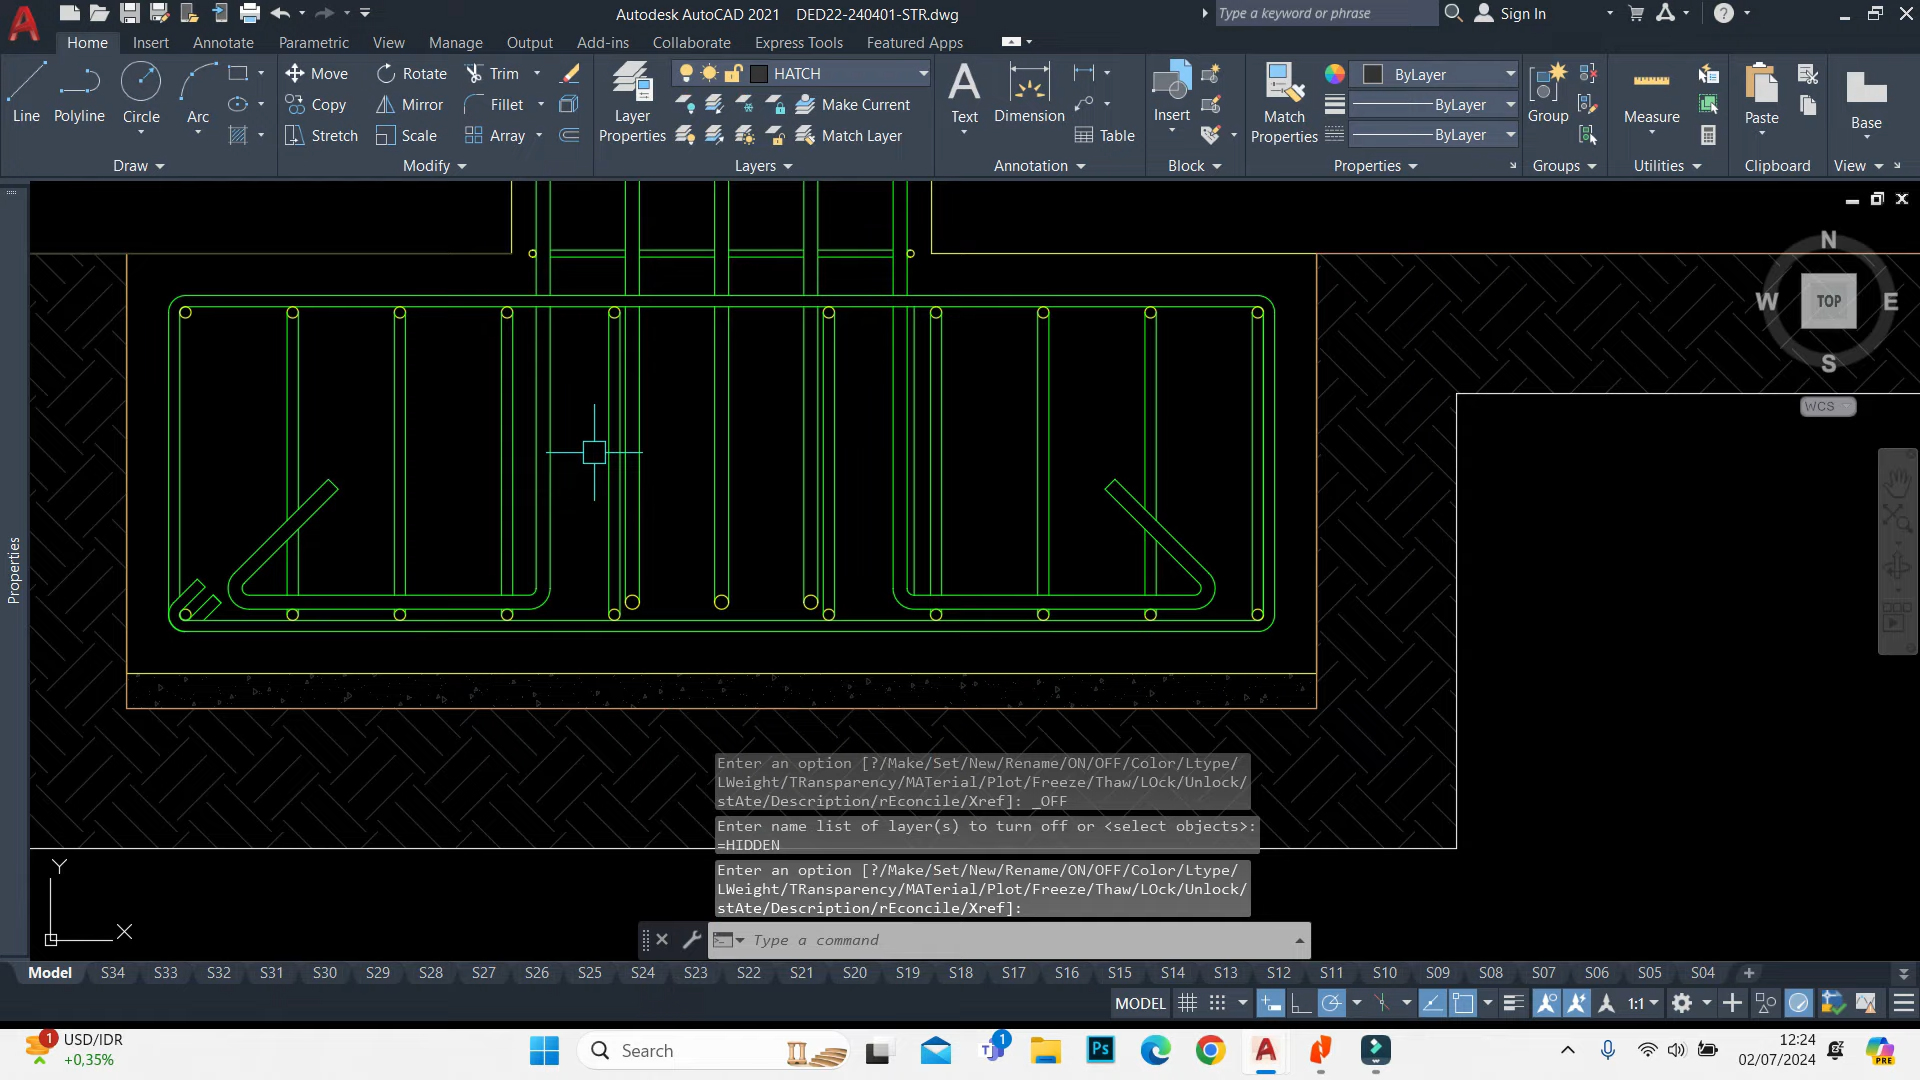 Autodesk AutoCAD 2021 DED22-240401-STR.dwg
Type a keyword or phrase
Sign In
Home Insert Annotate Parametric View Manage Output Add-ins Collaborate Express Tools Featured Apps
Line Polyline Circle Arc
Move Rotate Trim
Copy Mirror Fillet
Stretch Scale Array
Layer Properties
HATCH
Make Current
Match Layer
Text Dimension Table
Insert
Match Properties
ByLayer
ByLayer
ByLayer
Group
Measure
Paste
Base
Draw Modify Layers Annotation Block Properties Groups Utilities Clipboard View
Properties
N
W TOP E
S
WCS
Enter an option [?/Make/Set/New/Rename/ON/OFF/Color/Ltype/
LWeight/TRansparency/MATerial/Plot/Freeze/Thaw/LOck/Unlock/
stAte/Description/rEconcile/Xref]: _OFF
Enter name list of layer(s) to turn off or <select objects>:
=HIDDEN
Enter an option [?/Make/Set/New/Rename/ON/OFF/Color/Ltype/
LWeight/TRansparency/MATerial/Plot/Freeze/Thaw/LOck/Unlock/
stAte/Description/rEconcile/Xref]:
Y
X
Type a command
Model S34 S33 S32 S31 S30 S29 S28 S27 S26 S25 S24 S23 S22 S21 S20 S19 S18 S17 S16 S15 S14 S13 S12 S11 S10 S09 S08 S07 S06 S05 S04
MODEL 1:1
1
USD/IDR
+0,35%
Search
1
Ps
PRE
12:24
02/07/2024